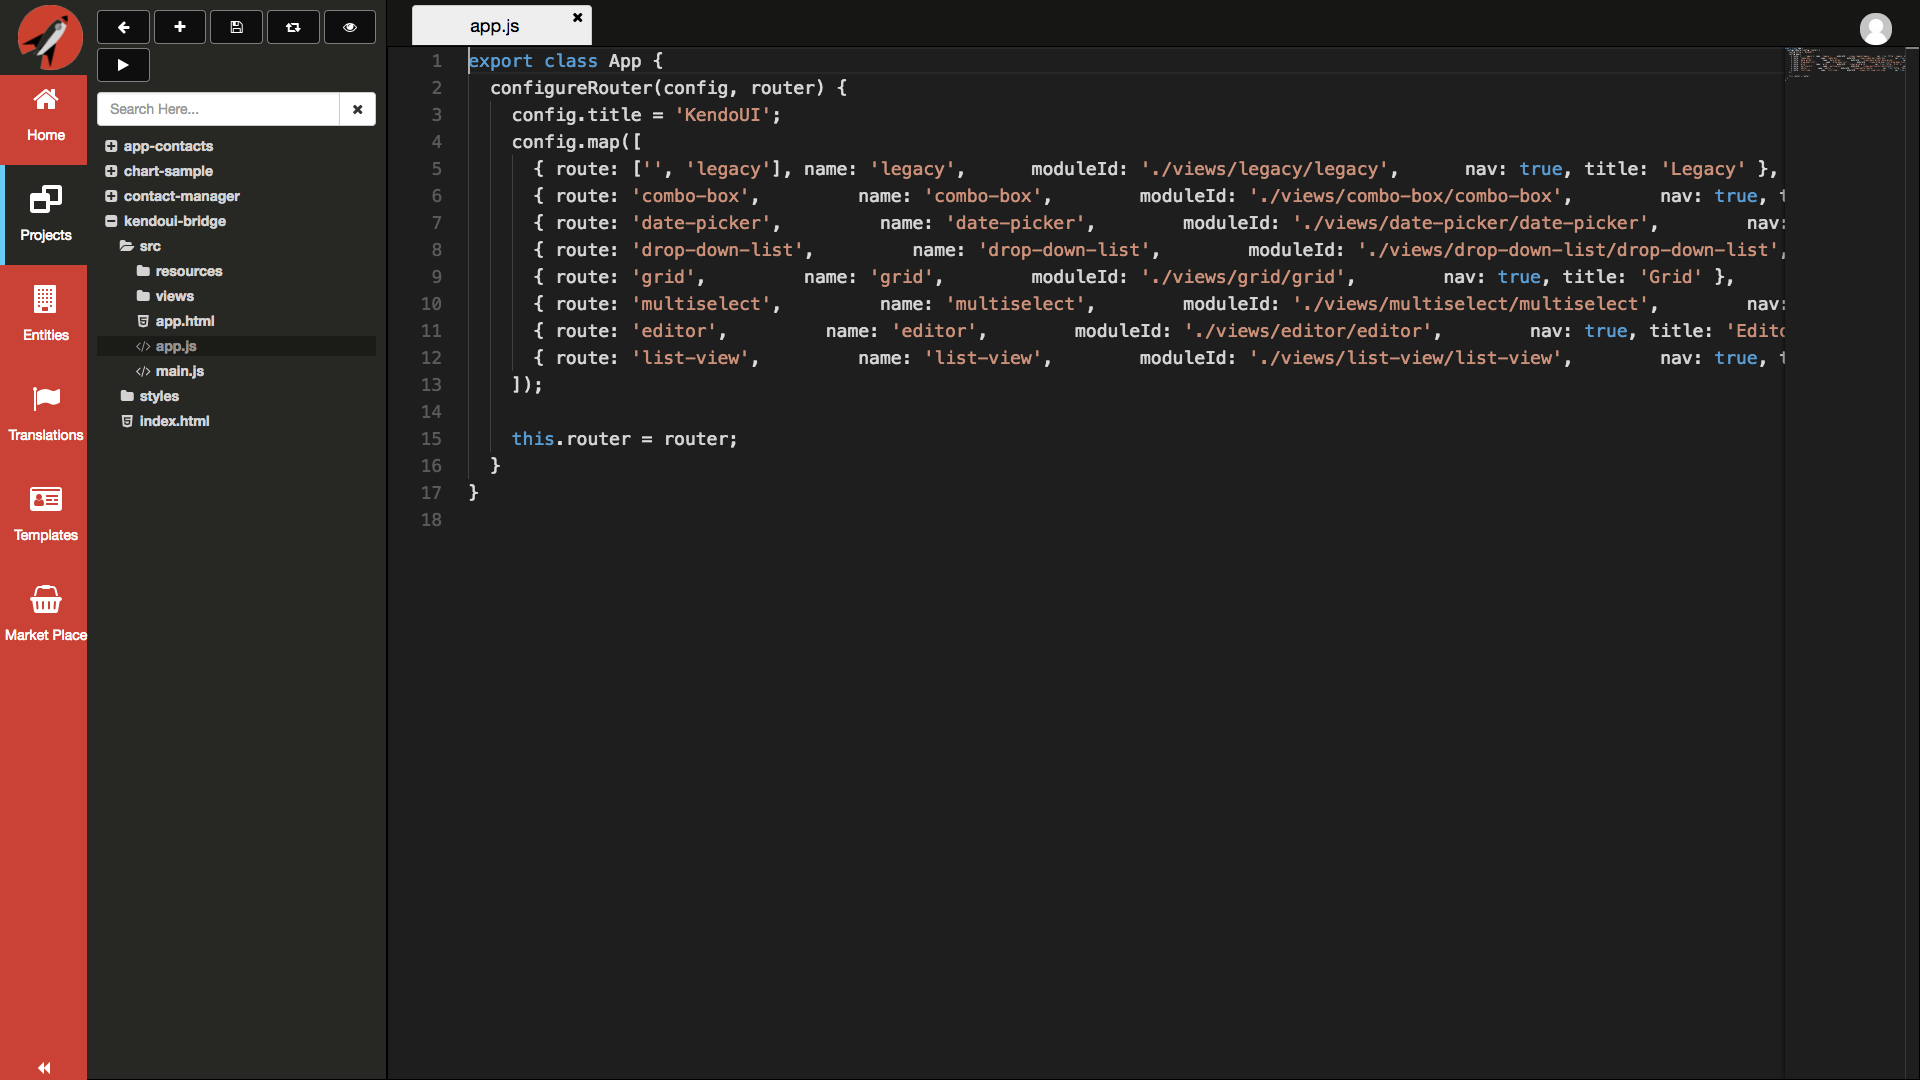 Home
Projects
Entities
Translations
Templates
Market Place
Search Here...
app-contacts
chart-sample
contact-manager
kendoui-bridge
src
resources
views
app.html
app.js
main.js
styles
index.html
app.js
1 export class App {
2   configureRouter(config, router) {
3     config.title = 'KendoUI';
4     config.map([
5       { route: ['', 'legacy'], name: 'legacy',      moduleId: './views/legacy/legacy',      nav: true, title: 'Legacy' },
6       { route: 'combo-box',         name: 'combo-box',        moduleId: './views/combo-box/combo-box',        nav: true,
7       { route: 'date-picker',         name: 'date-picker',        moduleId: './views/date-picker/date-picker',        nav:
8       { route: 'drop-down-list',         name: 'drop-down-list',        moduleId: './views/drop-down-list/drop-down-list',
9       { route: 'grid',         name: 'grid',        moduleId: './views/grid/grid',        nav: true, title: 'Grid' },
10       { route: 'multiselect',         name: 'multiselect',        moduleId: './views/multiselect/multiselect',        nav:
11       { route: 'editor',         name: 'editor',        moduleId: './views/editor/editor',        nav: true, title: 'Edito
12       { route: 'list-view',         name: 'list-view',        moduleId: './views/list-view/list-view',        nav: true,
13     ]);
14
15     this.router = router;
16   }
17 }
18